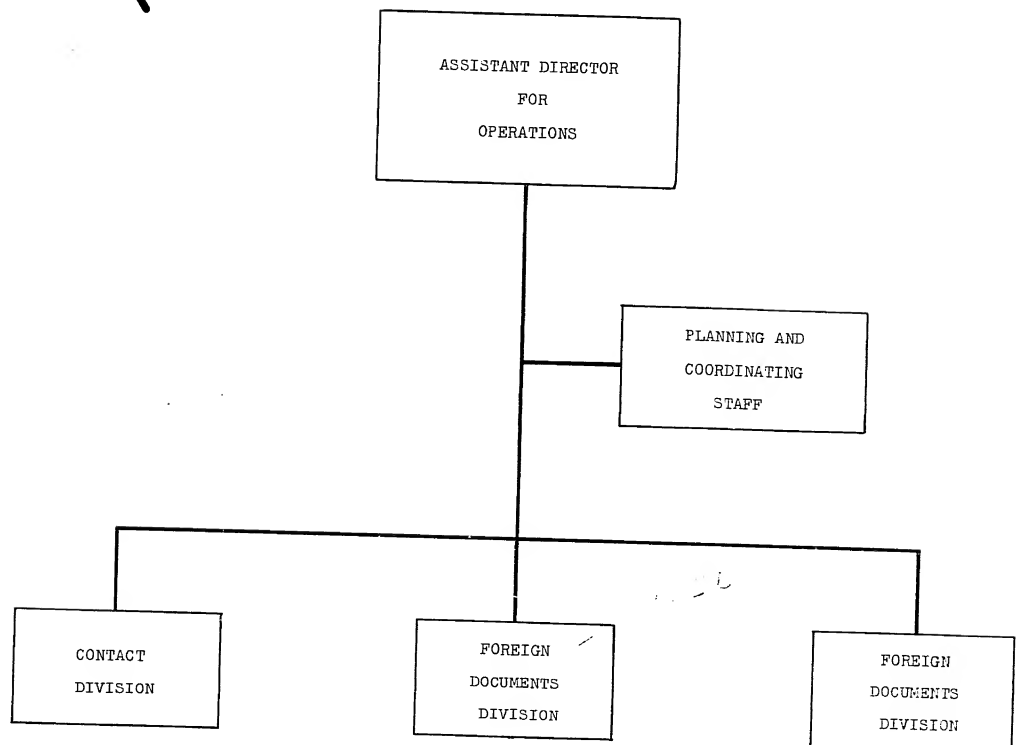 ASSISTANT DIRECTOR
FOR
OPERATIONS
PLANNING AND
COORDINATING
STAFF
CONTACT
DIVISION
FOREIGN
DOCUMENTS
DIVISION
FOREIGN
DOCUMENTS
DIVISION